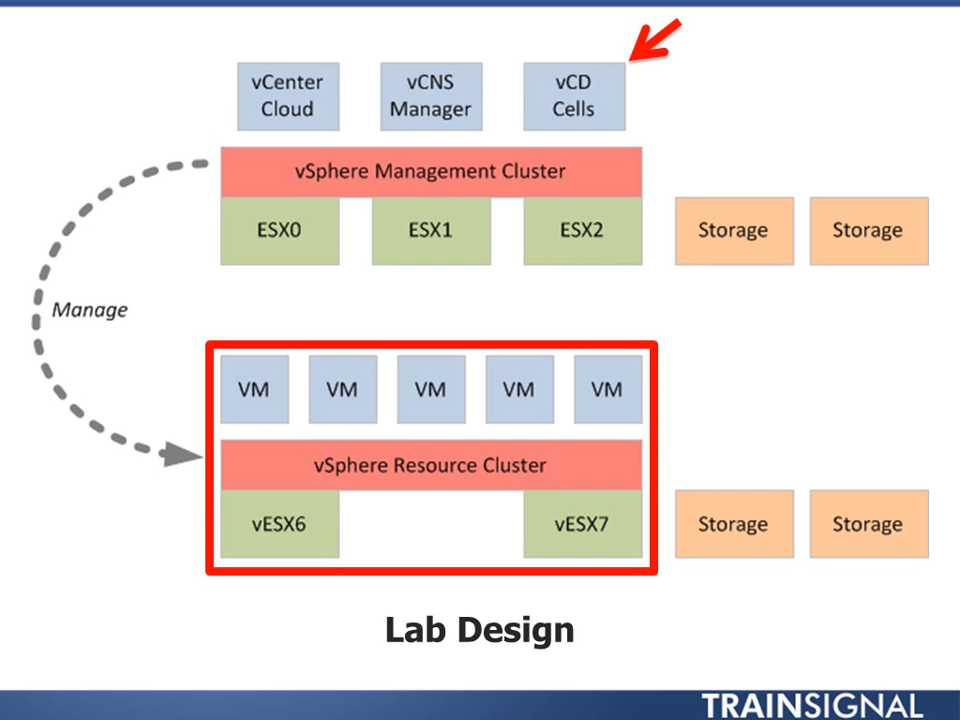 vCenter
Cloud
vCNS
Manager
vCD
Cells
vSphere Management Cluster
ESX0
ESX1
ESX2
Storage
Storage
Manage
VM
VM
VM
VM
VM
vSphere Resource Cluster
vESX6
vESX7
Storage
Storage
Lab Design
TRAINSIGNAL